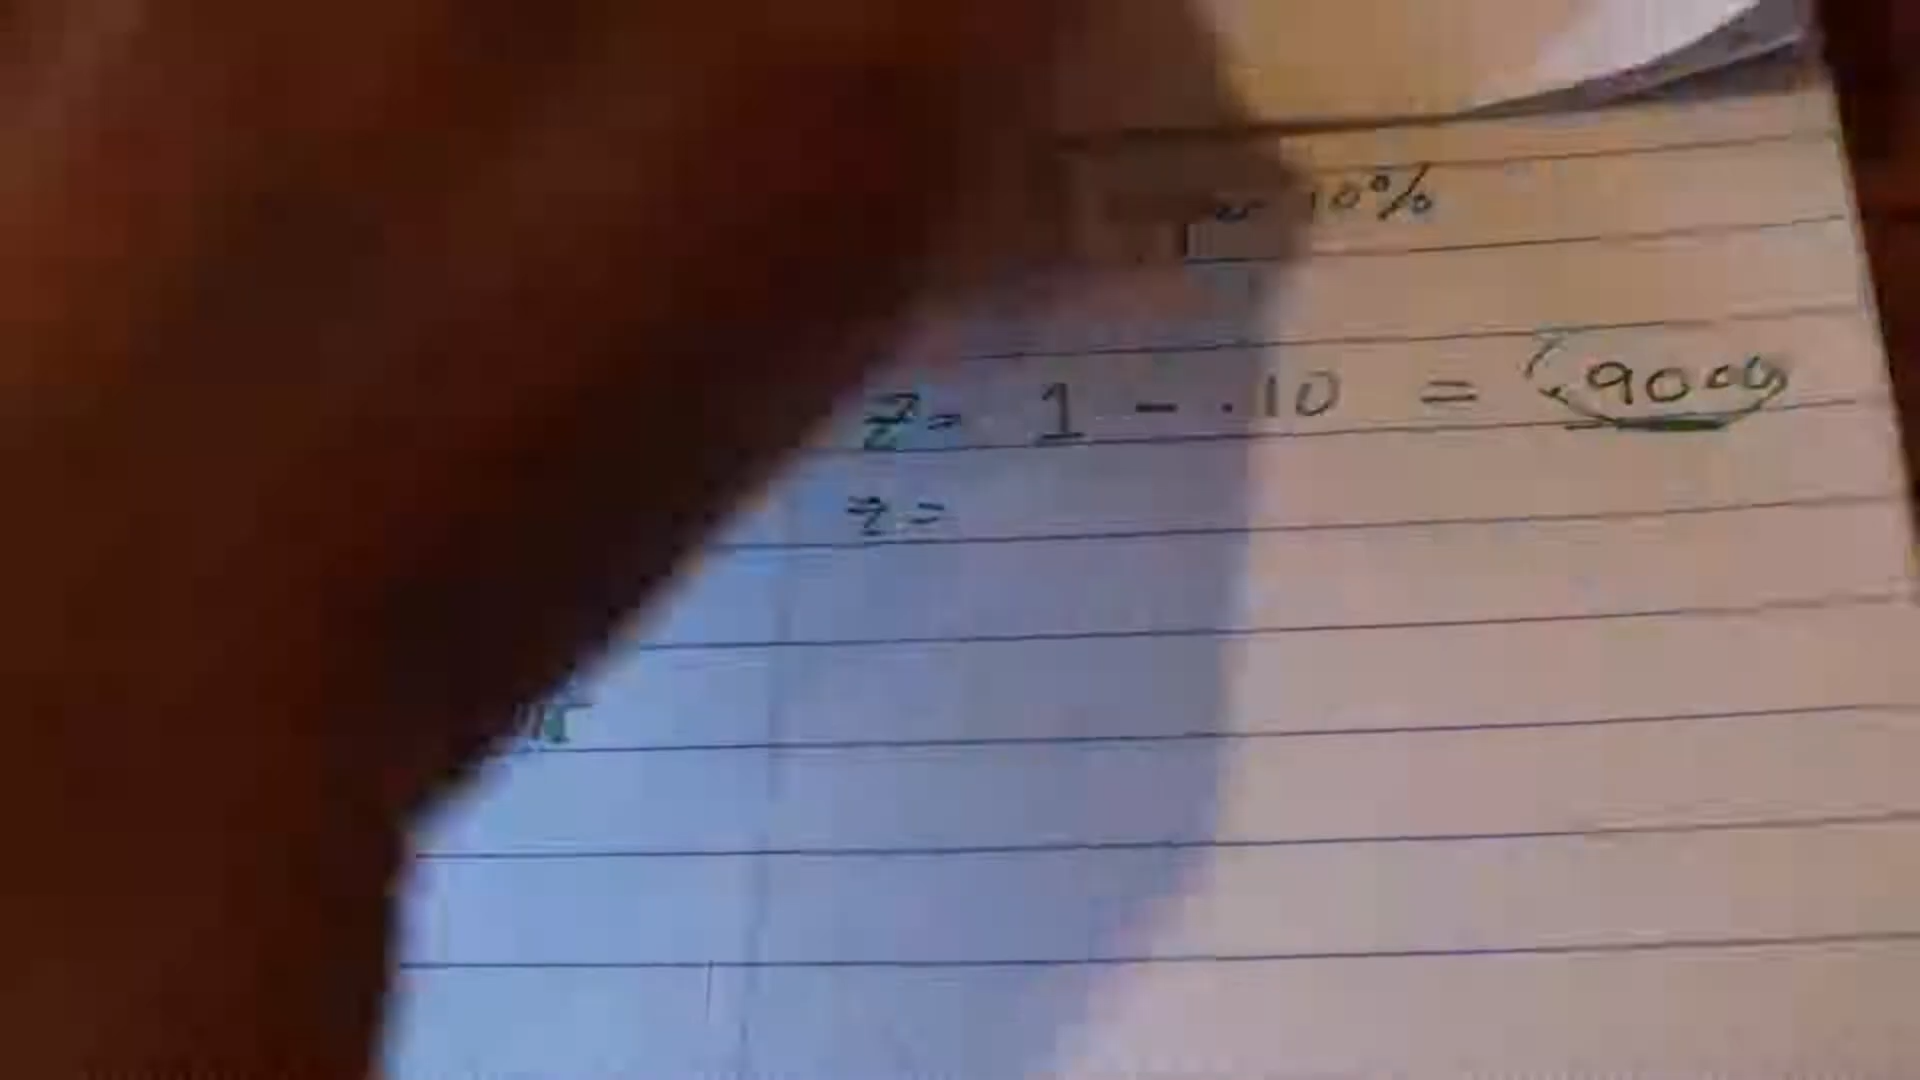 10%
z = 1 - .10 = (.9000)
z =